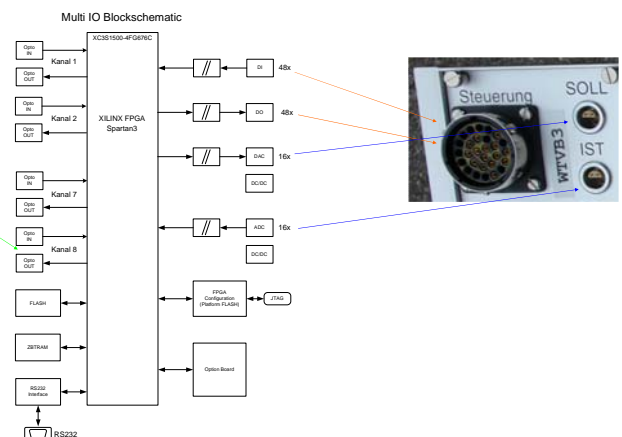 Multi IO Blockschematic
XC3S1500-4FG676C
Opto
IN
Kanal 1
Opto
OUT
Opto
IN
Kanal 2
Opto
OUT
Opto
IN
Kanal 7
Opto
OUT
Opto
IN
Kanal 8
Opto
OUT
FLASH
ZBTRAM
RS232
Interface
RS232
XILINX FPGA
Spartan3
DI
48x
DO
48x
DAC
16x
DC/DC
ADC
16x
DC/DC
FPGA
Configuration
(Platform FLASH)
JTAG
Option Board
Steuerung
SOLL
IST
WTVB3